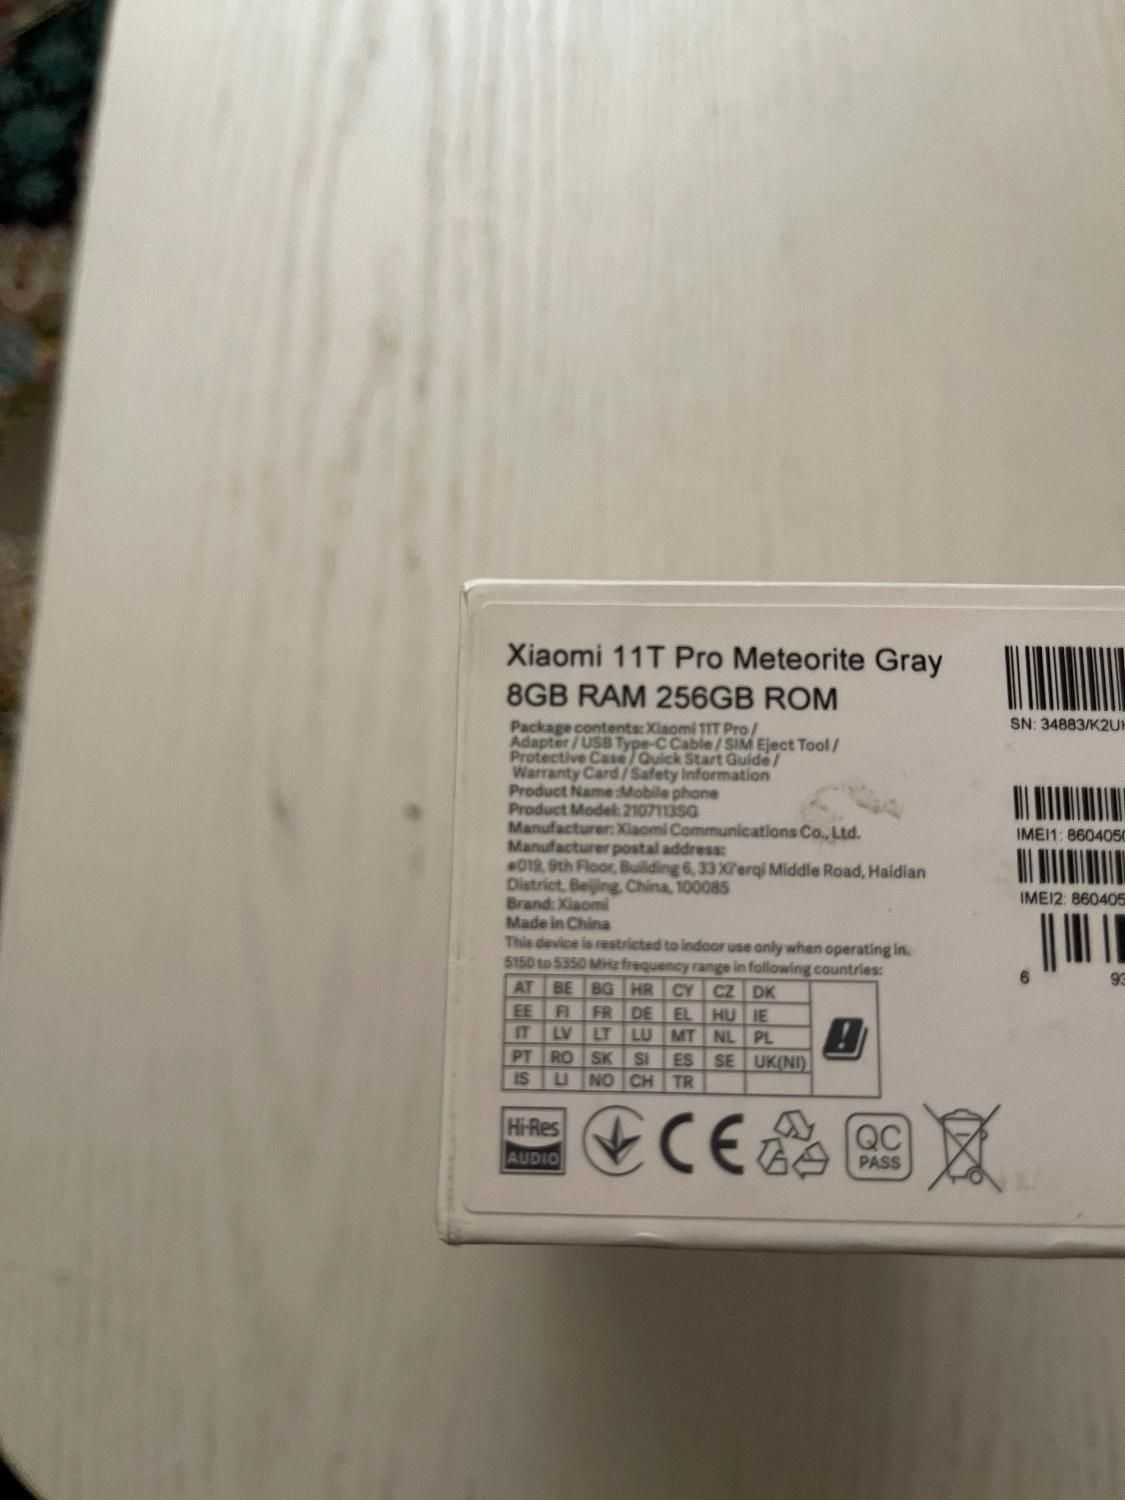 Xiaomi 11T Pro Meteorite Gray
8GB RAM 256GB ROM
Package contents: Xiaomi 11T Pro /
Adapter / USB Type-C Cable / SIM Eject Tool /
Protective Case / Quick Start Guide /
Warranty Card / Safety Information
Product Name :Mobile phone
Product Model: 2107113SG
Manufacturer: Xiaomi Communications Co., Ltd.
Manufacturer postal address:
#019, 9th Floor, Building 6, 33 Xi'erqi Middle Road, Haidian
District, Beijing, China, 100085
Brand: Xiaomi
Made in China
This device is restricted to indoor use only when operating in.
5150 to 5350 MHz frequency range in following countries:
AT BE BG HR CY CZ DK
EE FI FR DE EL HU IE
IT LV LT LU MT NL PL
PT RO SK SI ES SE UK(NI)
IS LI NO CH TR
Hi-Res
AUDIO
CE
QC
PASS
SN: 34883/K2U
IMEI1: 860405
IMEI2: 860405
6 93